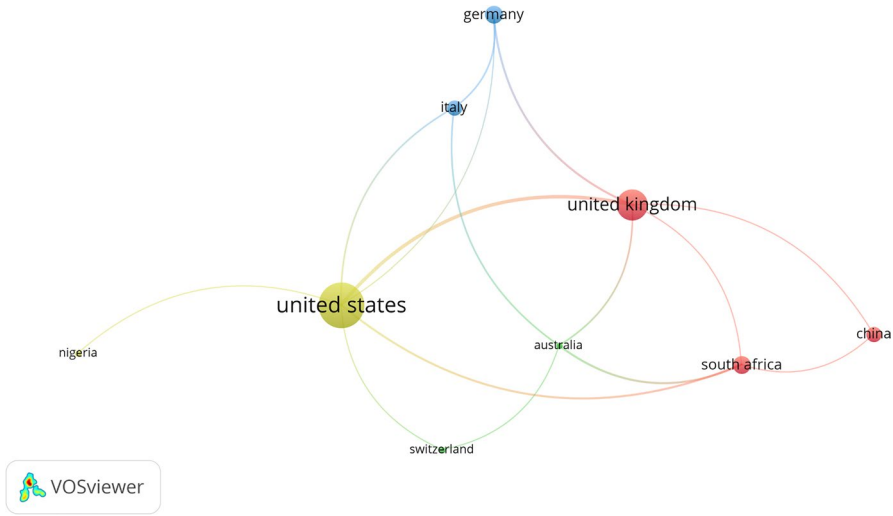 germany
italy
united kingdom
united states
china
nigeria
australia
south africa
switzerland
VOSviewer